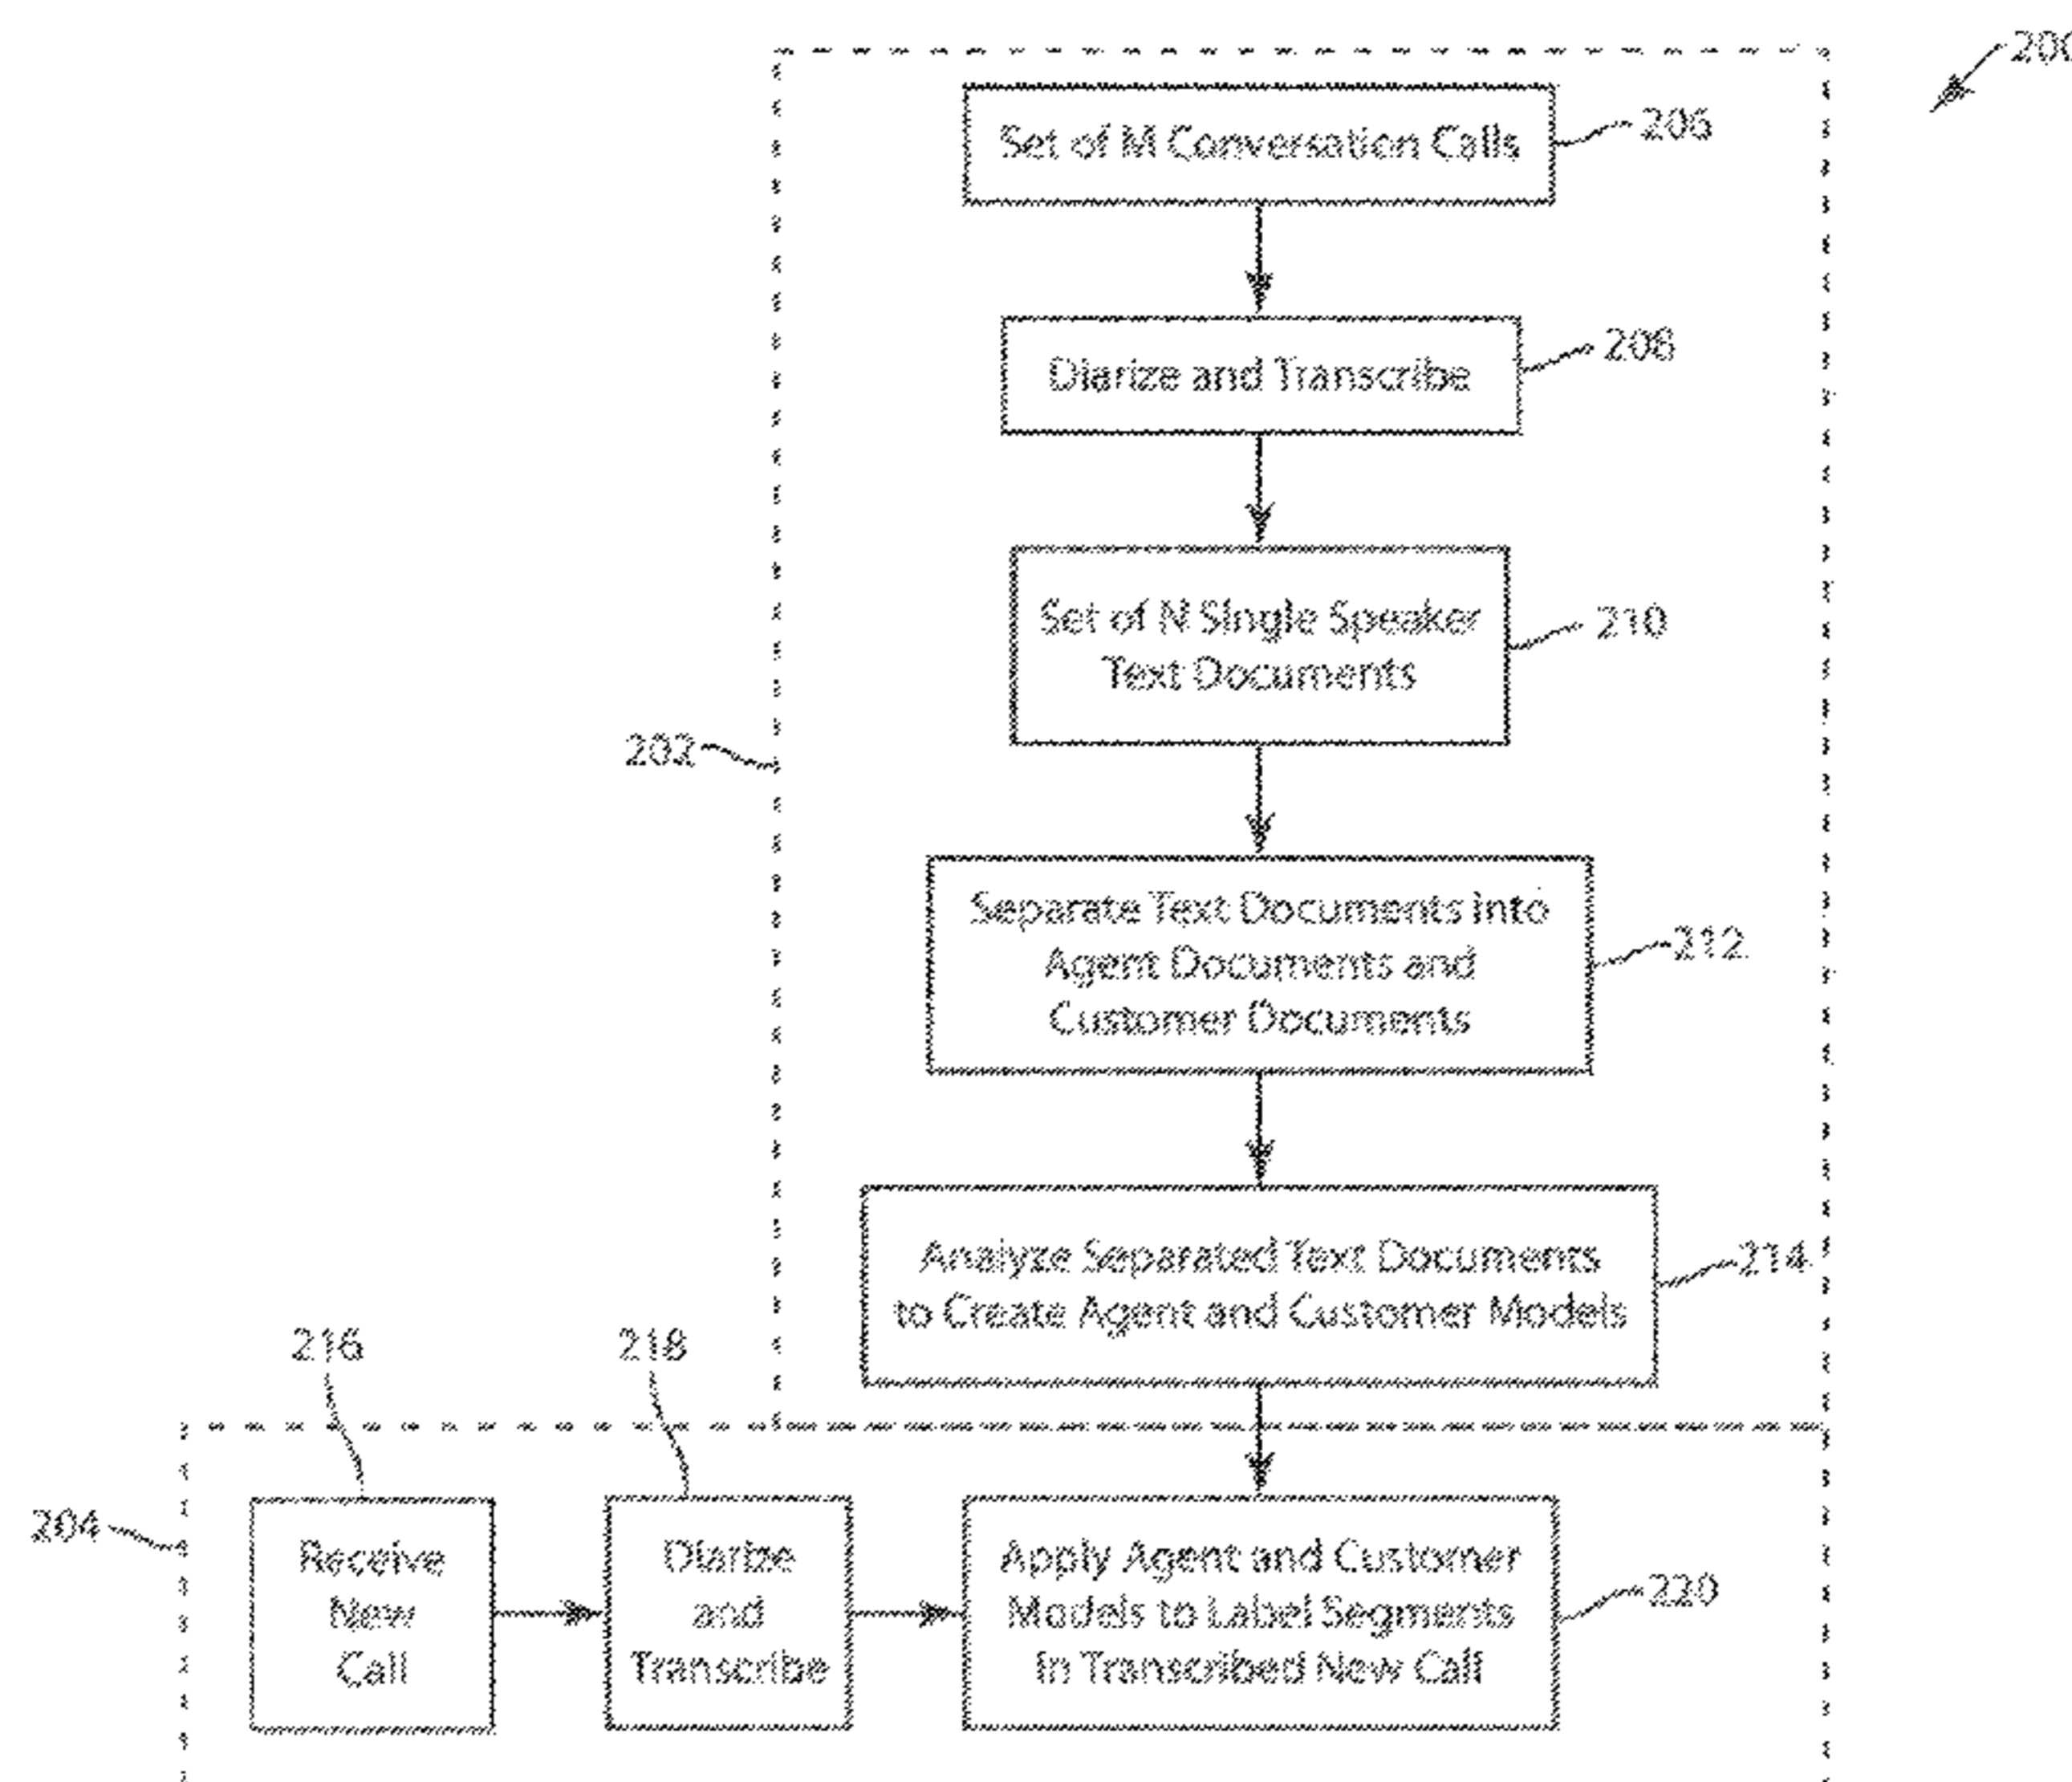 200
Set of M Conversation Calls
206
Diarize and Transcribe
208
Set of N Single Speaker
Text Documents
210
202
Separate Text Documents into
Agent Documents and
Customer Documents
212
Analyze Separated Text Documents
to Create Agent and Customer Models
214
216
218
204
Receive
New
Call
Diarize
and
Transcribe
Apply Agent and Customer
Models to Label Segments
in Transcribed New Call
220